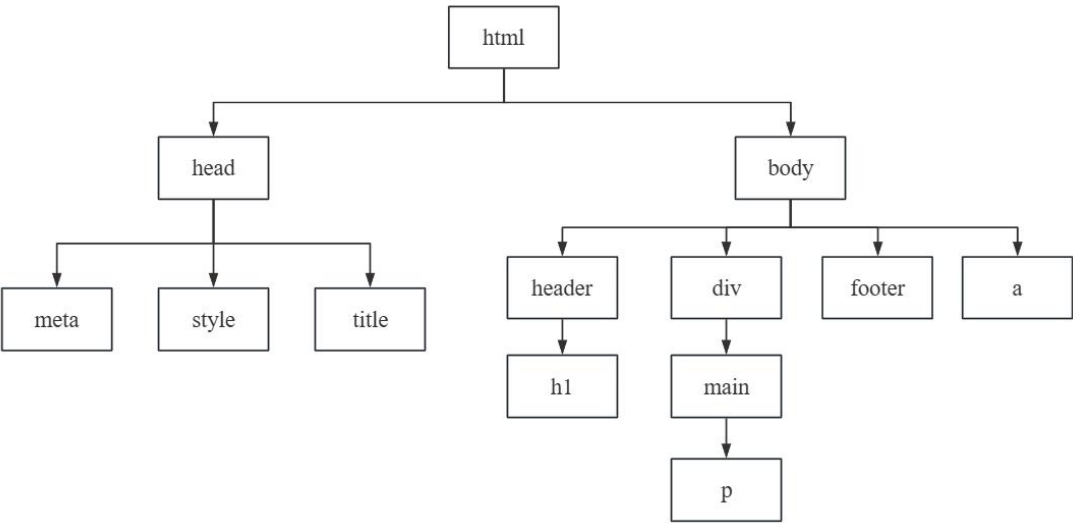 html
head
body
header
div
footer
a
meta
style
title
h1
main
p